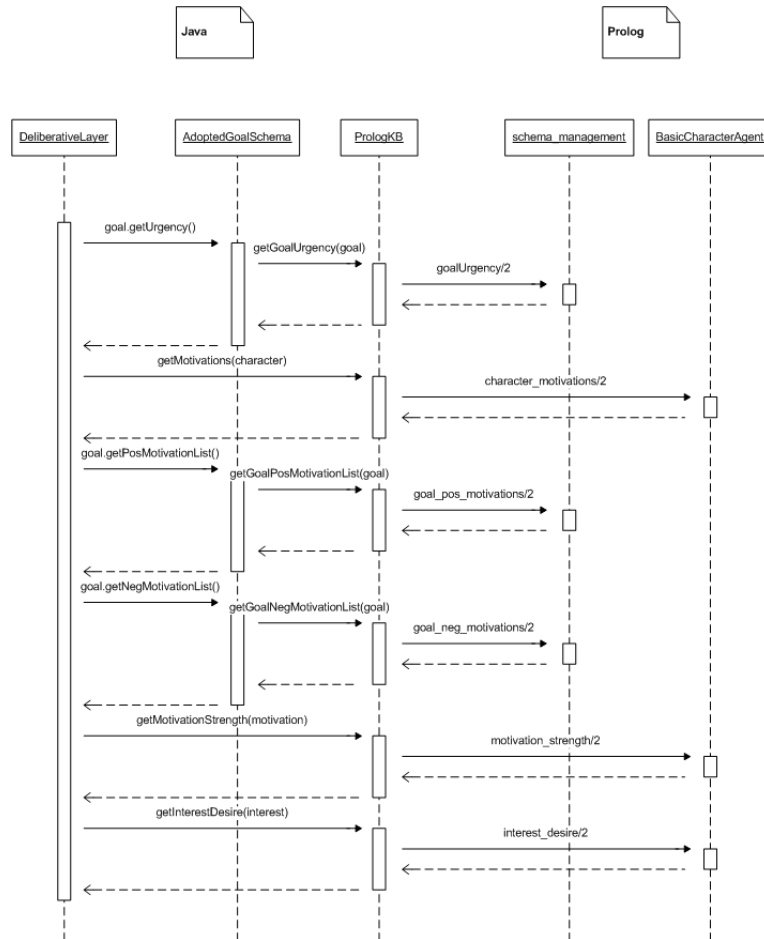 Java
Prolog
DeliberativeLayer
AdoptedGoalSchema
PrologKB
schema_management
BasicCharacterAgent
goal.getUrgency()
getGoalUrgency(goal)
goalUrgency/2
getMotivations(character)
character_motivations/2
goal.getPosMotivationList()
getGoalPosMotivationList(goal)
goal_pos_motivations/2
goal.getNegMotivationList()
getGoalNegMotivationList(goal)
goal_neg_motivations/2
getMotivationStrength(motivation)
motivation_strength/2
getInterestDesire(interest)
interest_desire/2